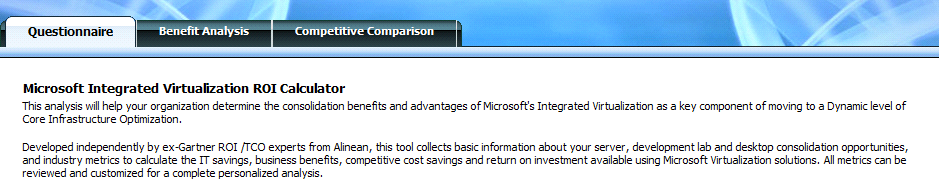 Questionnaire Benefit Analysis Competitive Comparison
Microsoft Integrated Virtualization ROI Calculator
This analysis will help your organization determine the consolidation benefits and advantages of Microsoft's Integrated Virtualization as a key component of moving to a Dynamic level of
Core Infrastructure Optimization.
Developed independently by ex-Gartner ROI /TCO experts from Alinean, this tool collects basic information about your server, development lab and desktop consolidation opportunities,
and industry metrics to calculate the IT savings, business benefits, competitive cost savings and return on investment available using Microsoft Virtualization solutions. All metrics can be
reviewed and customized for a complete personalized analysis.